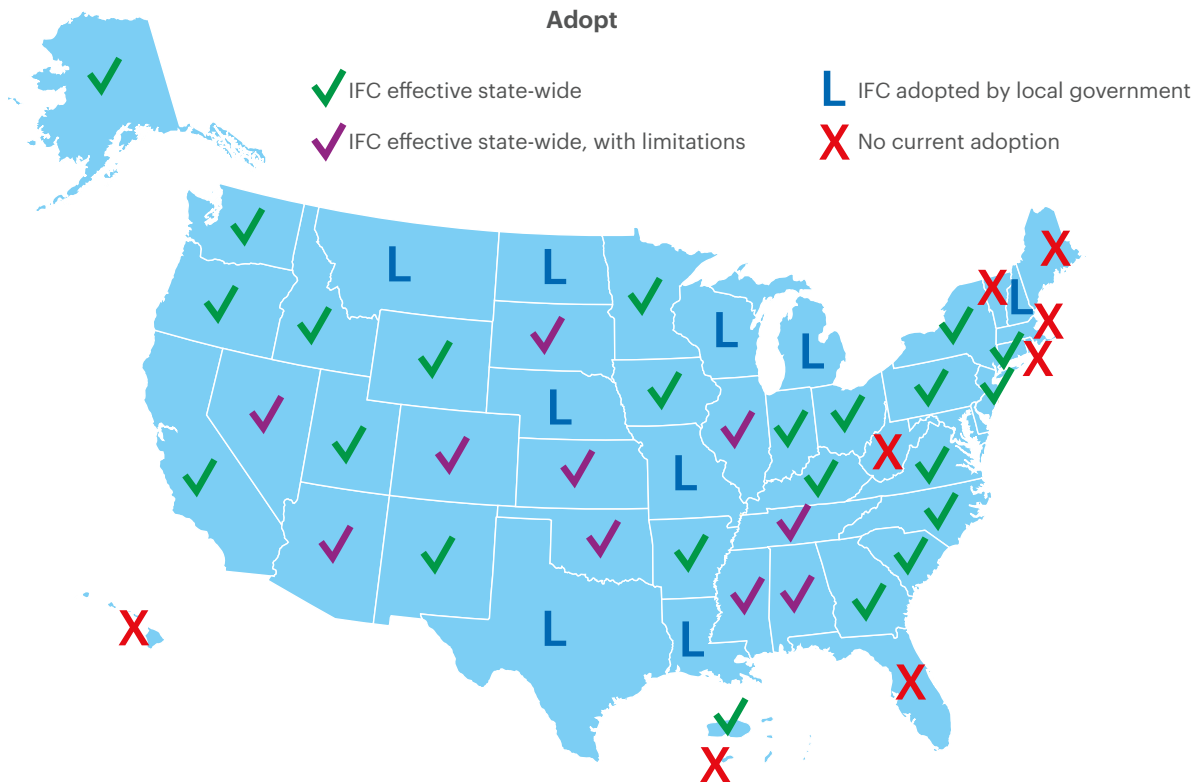 Adopt
IFC effective state-wide
L IFC adopted by local government
IFC effective state-wide, with limitations
X No current adoption
X
L
L
X
L
X
L
L
X
L
X
L
X
L
L
X
X